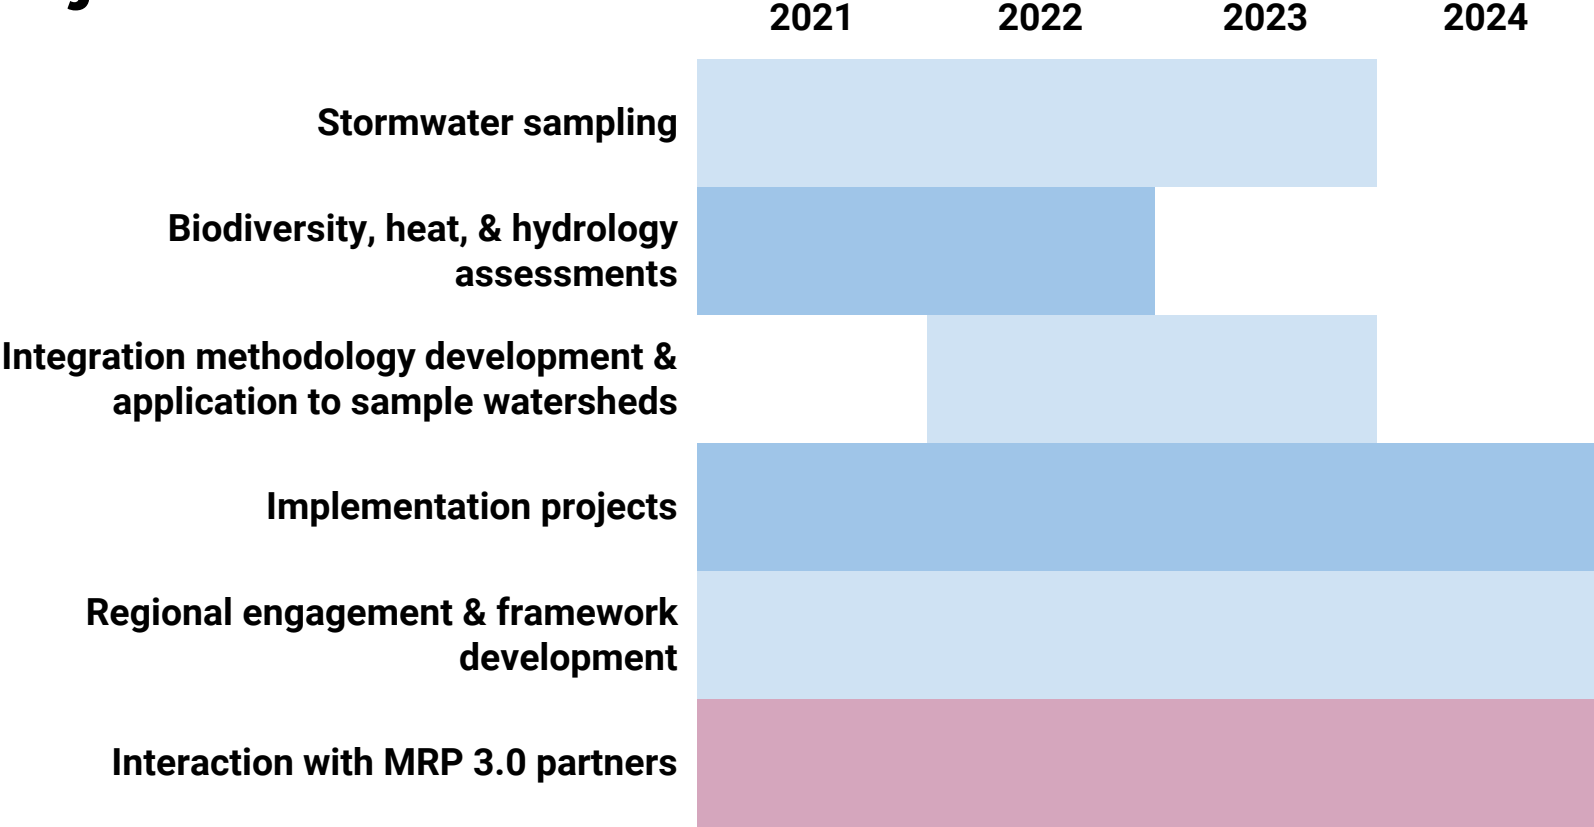 2021 2022 2023 2024
Stormwater sampling
Biodiversity, heat, & hydrology
assessments
Integration methodology development &
application to sample watersheds
Implementation projects
Regional engagement & framework
development
Interaction with MRP 3.0 partners